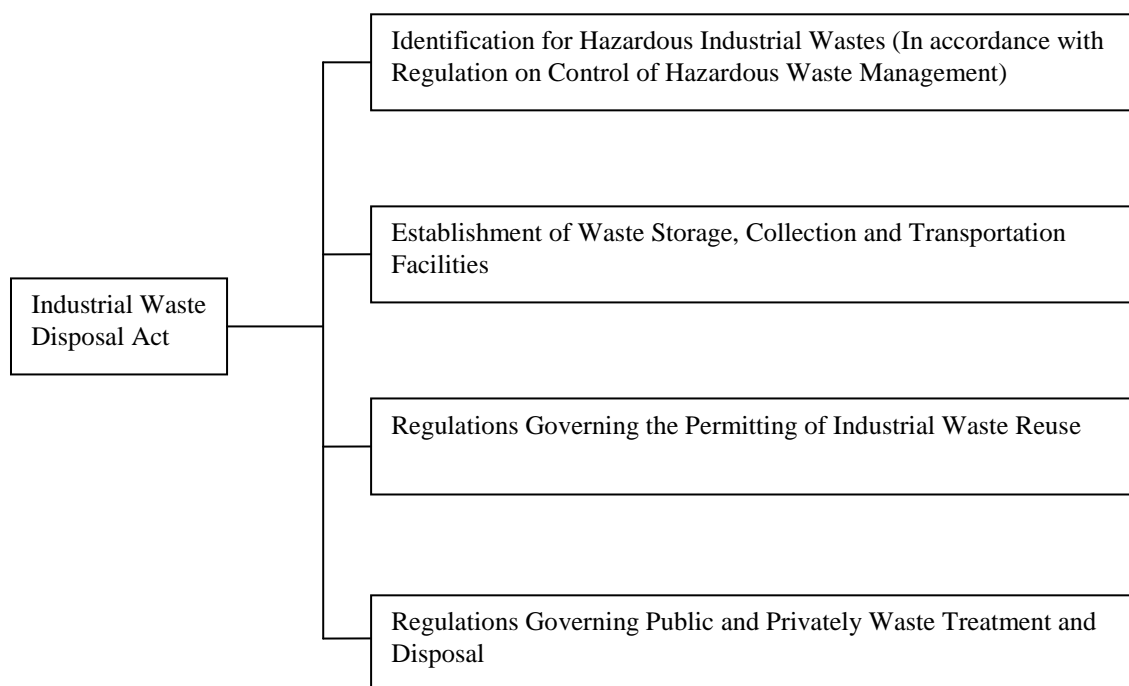 Identification for Hazardous Industrial Wastes (In accordance with
Regulation on Control of Hazardous Waste Management)
Establishment of Waste Storage, Collection and Transportation
Facilities
Industrial Waste
Disposal Act
Regulations Governing the Permitting of Industrial Waste Reuse
Regulations Governing Public and Privately Waste Treatment and
Disposal